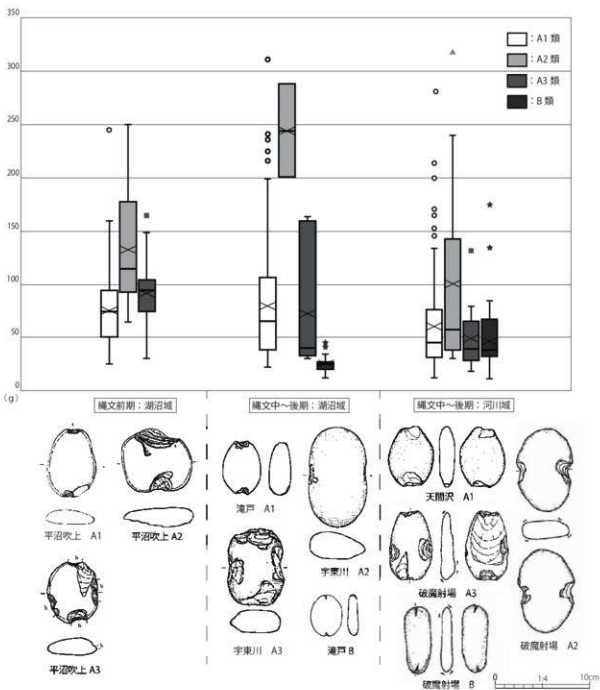 350
300
250
200
150
100
50
0
(g)
：A1 類
：A2 類
：A3 類
：B 類
縄文前期：湖沼域
縄文中～後期：湖沼域
縄文中～後期：河川域
平沼吹上 A1
平沼吹上 A2
平沼吹上 A3
滝戸 A1
宇東川 A2
宇東川 A3
滝戸 B
天間沢 A1
破魔射場 A3
破魔射場 A2
破魔射場 B
0 1:4 10cm